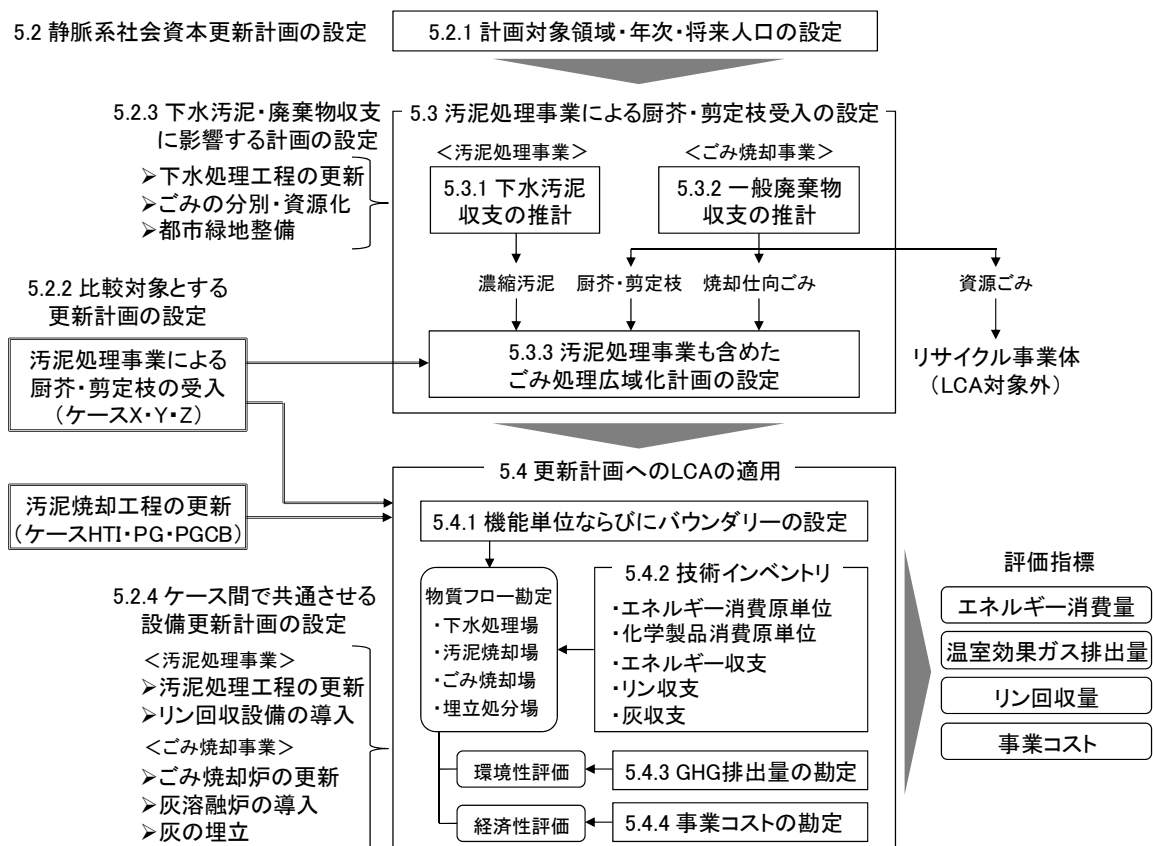 5.2 静脈系社会資本更新計画の設定
5.2.1 計画対象領域・年次・将来人口の設定
5.2.3 下水汚泥・廃棄物収支
に影響する計画の設定
➢下水処理工程の更新
➢ごみの分別・資源化
➢都市緑地整備
5.3 汚泥処理事業による厨芥・剪定枝受入の設定
＜汚泥処理事業＞
＜ごみ焼却事業＞
5.3.1 下水汚泥
収支の推計
5.3.2 一般廃棄物
収支の推計
濃縮汚泥
厨芥・剪定枝
焼却仕向ごみ
資源ごみ
5.3.3 汚泥処理事業も含めた
ごみ処理広域化計画の設定
リサイクル事業体
（LCA対象外）
5.2.2 比較対象とする
更新計画の設定
汚泥処理事業による
厨芥・剪定枝の受入
（ケースX・Y・Z）
汚泥焼却工程の更新
（ケースHTI・PG・PGCB）
5.2.4 ケース間で共通させる
設備更新計画の設定
＜汚泥処理事業＞
➢汚泥処理工程の更新
➢リン回収設備の導入
＜ごみ焼却事業＞
➢ごみ焼却炉の更新
➢灰溶融炉の導入
➢灰の埋立
5.4 更新計画へのLCAの適用
5.4.1 機能単位ならびにバウンダリーの設定
物質フロー勘定
・下水処理場
・汚泥焼却場
・ごみ焼却場
・埋立処分場
5.4.2 技術インベントリ
・エネルギー消費原単位
・化学製品消費原単位
・エネルギー収支
・リン収支
・灰収支
環境性評価
5.4.3 GHG排出量の勘定
経済性評価
5.4.4 事業コストの勘定
評価指標
エネルギー消費量
温室効果ガス排出量
リン回収量
事業コスト